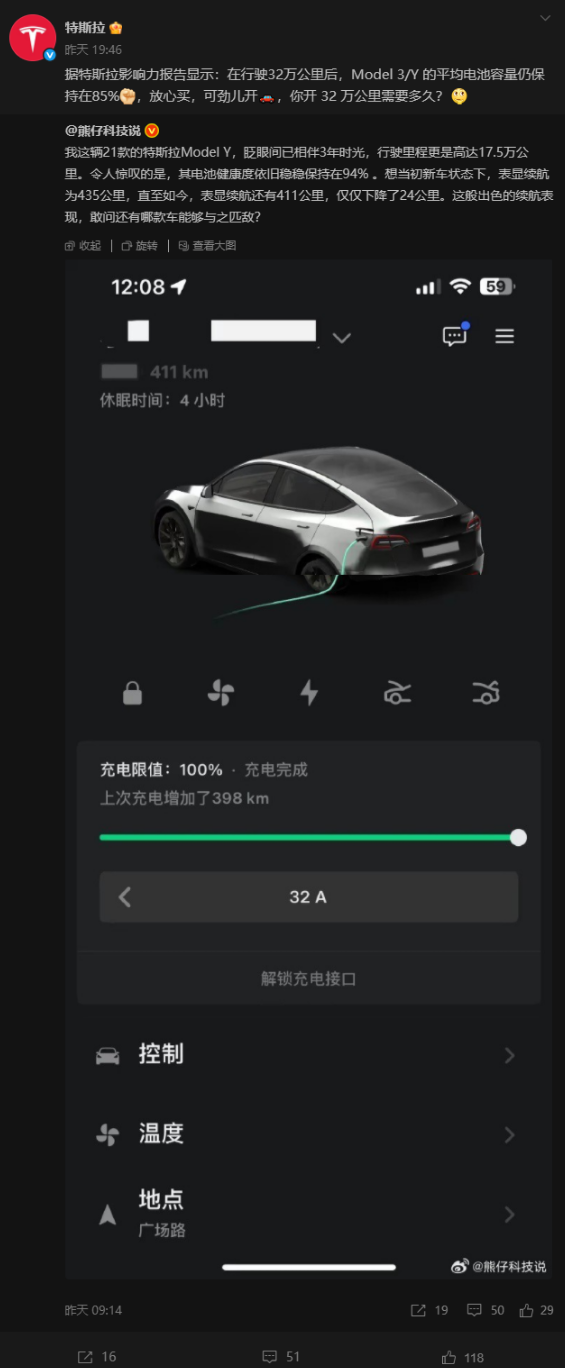 特斯拉
昨天 19:46
据特斯拉影响力报告显示：在行驶32万公里后，Model 3/Y 的平均电池容量仍保
持在85%✊，放心买，可劲儿开🚗，你开 32 万公里需要多久？🤔
@熊仔科技说
我这辆21款的特斯拉Model Y，眨眼间已相伴3年时光，行驶里程更是高达17.5万公
里。令人惊叹的是，其电池健康度依旧稳稳保持在94% 。想当初新车状态下，表显续航
为435公里，直至如今，表显续航还有411公里，仅仅下降了24公里。这般出色的续航表
现，敢问还有哪款车能够与之匹敌？
收起 | 旋转 | 查看大图
12:08 59
411 km
休眠时间：4 小时
充电限值：100% · 充电完成
上次充电增加了398 km
32 A
解锁充电接口
控制
温度
地点
广场路
@熊仔科技说
昨天 09:14 19 50 29
16 51 118